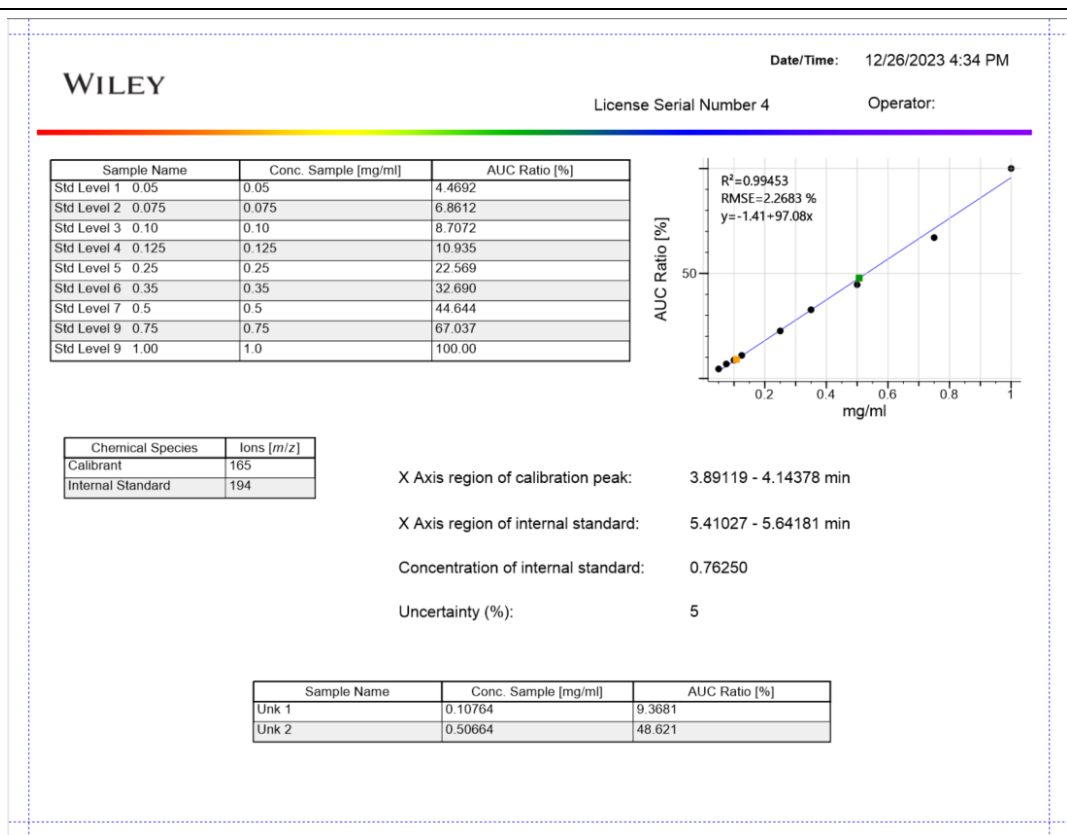 WILEY
Date/Time: 12/26/2023 4:34 PM
License Serial Number 4 Operator:
Sample Name Conc. Sample [mg/ml] AUC Ratio [%]
Std Level 1 0.05 0.05 4.4692
Std Level 2 0.075 0.075 6.8612
Std Level 3 0.10 0.10 8.7072
Std Level 4 0.125 0.125 10.935
Std Level 5 0.25 0.25 22.569
Std Level 6 0.35 0.35 32.690
Std Level 7 0.5 0.5 44.644
Std Level 9 0.75 0.75 67.037
Std Level 9 1.00 1.0 100.00
R²=0.99453
RMSE=2.2683 %
y=-1.41+97.08x
AUC Ratio [%]
50
0.2 0.4 0.6 0.8 1
mg/ml
Chemical Species Ions [m/z]
Calibrant 165
Internal Standard 194
X Axis region of calibration peak: 3.89119 - 4.14378 min
X Axis region of internal standard: 5.41027 - 5.64181 min
Concentration of internal standard: 0.76250
Uncertainty (%): 5
Sample Name Conc. Sample [mg/ml] AUC Ratio [%]
Unk 1 0.10764 9.3681
Unk 2 0.50664 48.621